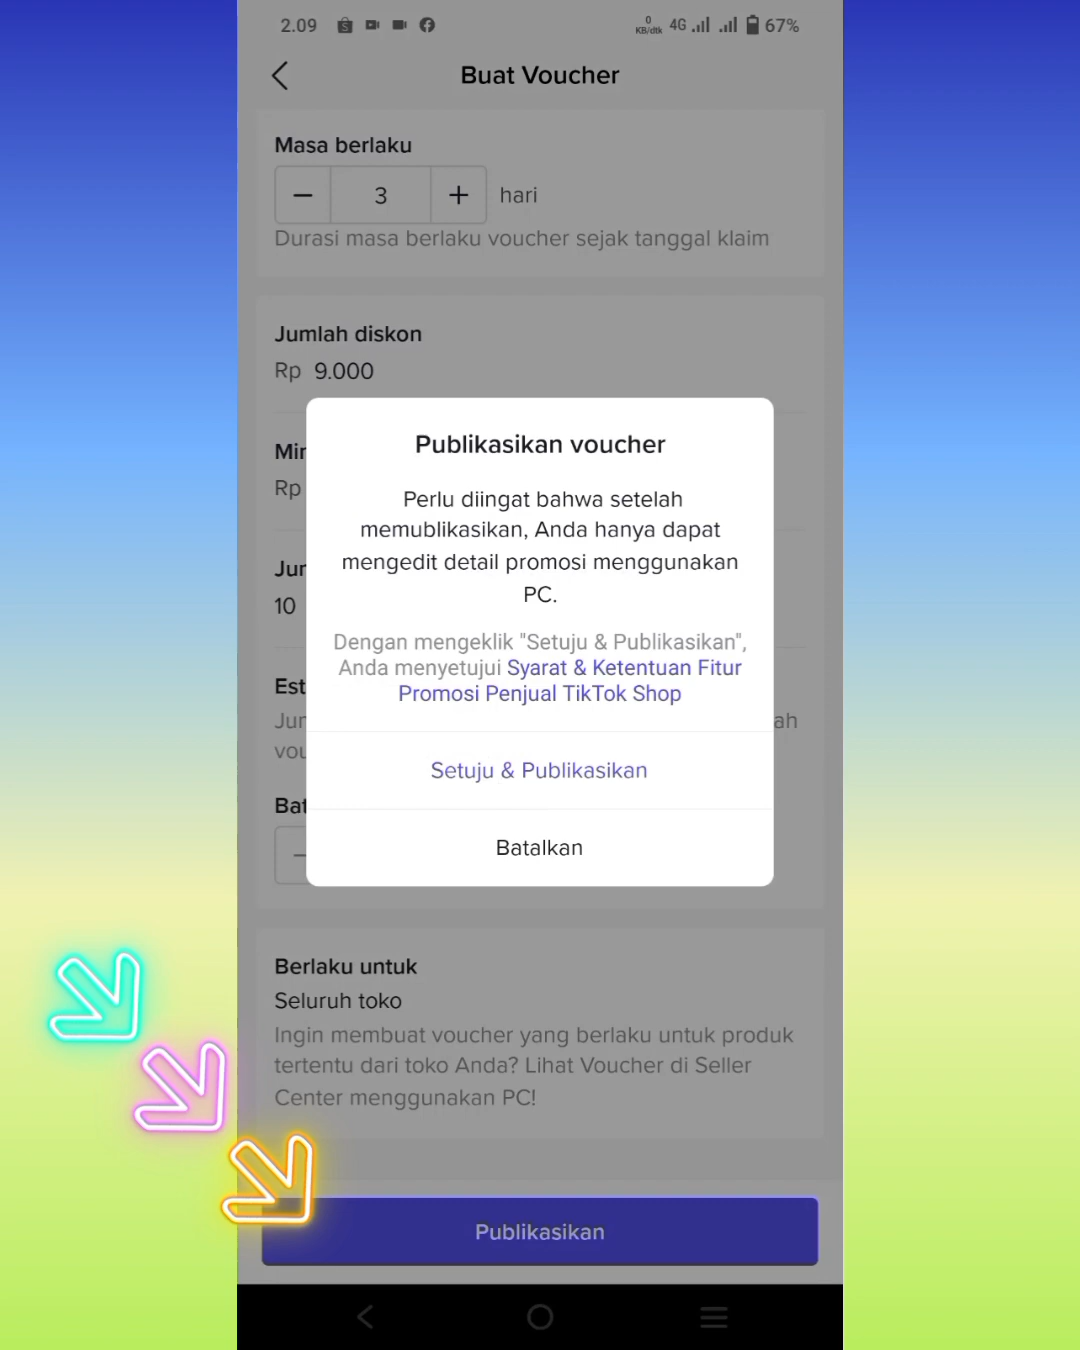 2.09
0
KB/dtk
4G
67%
Buat Voucher
Masa berlaku
− 3 + hari
Durasi masa berlaku voucher sejak tanggal klaim
Jumlah diskon
Rp 9.000
Rp
10
Publikasikan voucher
Perlu diingat bahwa setelah
memublikasikan, Anda hanya dapat
mengedit detail promosi menggunakan
PC.
Dengan mengeklik "Setuju & Publikasikan",
Anda menyetujui Syarat & Ketentuan Fitur
Promosi Penjual TikTok Shop
Setuju & Publikasikan
Batalkan
Berlaku untuk
Seluruh toko
Ingin membuat voucher yang berlaku untuk produk
tertentu dari toko Anda? Lihat Voucher di Seller
Center menggunakan PC!
Publikasikan